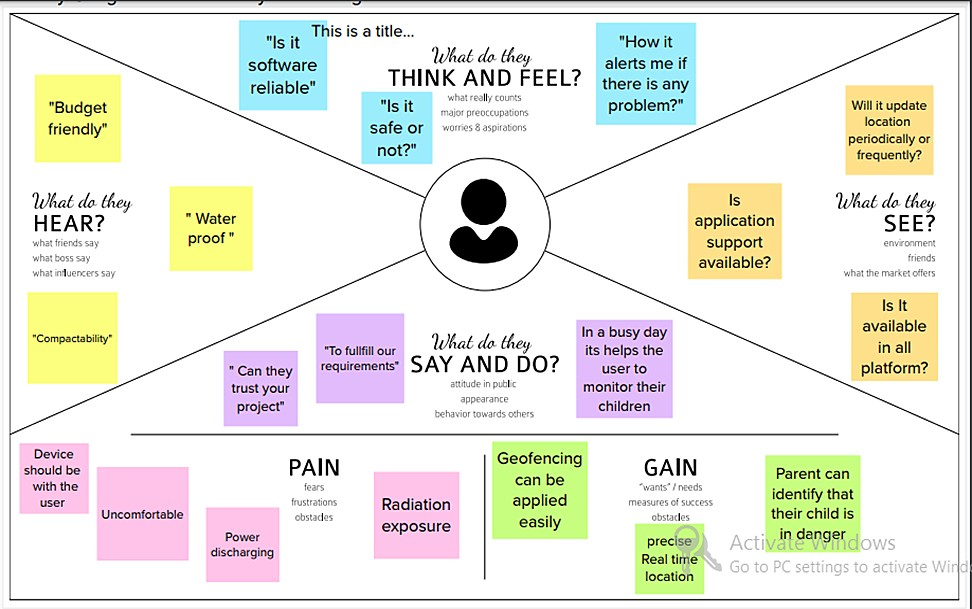 This is a title...
"Is it
software
reliable"
What do they
THINK AND FEEL?
what really counts
major preoccupations
worries & aspirations
"Is it
safe or
not?"
"How it
alerts me if
there is any
problem?"
"Budget
friendly"
What do they
HEAR?
what friends say
what boss say
what influencers say
" Water
proof "
"Compactability"
Will it update
location
periodically or
frequently?
Is
application
support
available?
What do they
SEE?
environment
friends
what the market offers
Is It
available
in all
platform?
" Can they
trust your
project"
"To fullfill our
requirements"
What do they
SAY AND DO?
attitude in public
appearance
behavior towards others
In a busy day
its helps the
user to
monitor their
children
Device
should be
with the
user
Uncomfortable
Power
discharging
PAIN
fears
frustrations
obstacles
Radiation
exposure
Geofencing
can be
applied
easily
GAIN
"wants" / needs
measures of success
obstacles
precise
Real time
location
Parent can
identify that
their child is
in danger
Activate Windows
Go to PC settings to activate Wind